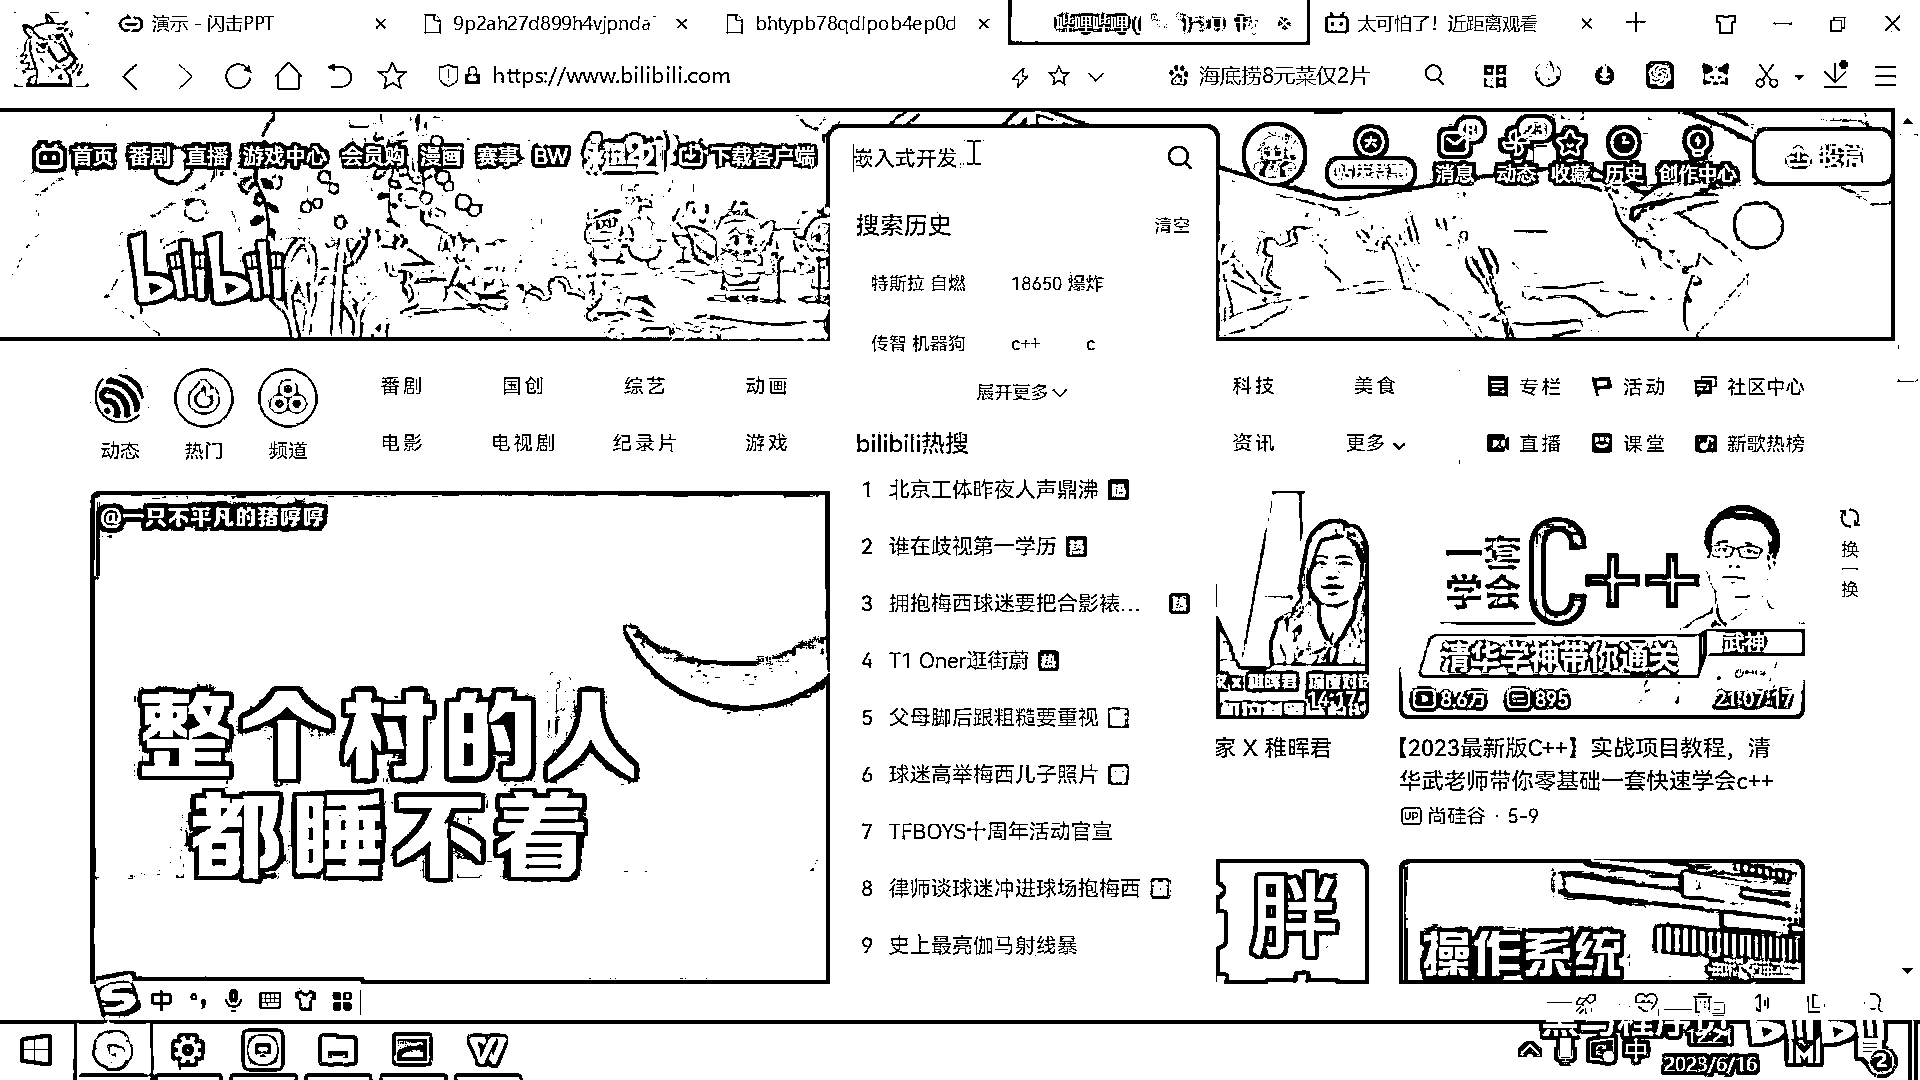 演示 - 闪击PPT
9p2ah27d899h4vjpnda
bhtypb78qdlpob4ep0d
太可怕了！近距离观看
https://www.bilibili.com
海底捞8元菜仅2片
首页 番剧 直播 游戏中心 会员购 漫画 赛事 BW 下载客户端
嵌入式开发
消息 动态 收藏 历史 创作中心
投稿
bilibili
搜索历史
清空
特斯拉 自燃
18650 爆炸
传智 机器狗
c++
c
展开更多
动态
热门
频道
番剧 国创 综艺 动画
电影 电视剧 纪录片 游戏
科技 美食
资讯 更多
专栏 活动 社区中心
直播 课堂 新歌热榜
bilibili热搜
1 北京工体昨夜人声鼎沸 热
2 谁在歧视第一学历 热
3 拥抱梅西球迷要把合影裱... 热
4 T1 Oner逛街蔚 热
5 父母脚后跟粗糙要重视
6 球迷高举梅西儿子照片
7 TFBOYS十周年活动官宣
8 律师谈球迷冲进球场抱梅西
9 史上最亮伽马射线暴
@一只不平凡的猪哼哼
整个村的人
都睡不着
14:17
家 X 稚晖君
一套
学会
C++
清华学神带你通关
武神
8.6万 895 21:07:17
【2023最新版C++】实战项目教程，清
华武老师带你零基础一套快速学会c++
UP 尚硅谷 · 5-9
换一换
胖
操作系统
中
中
2023/6/16
2